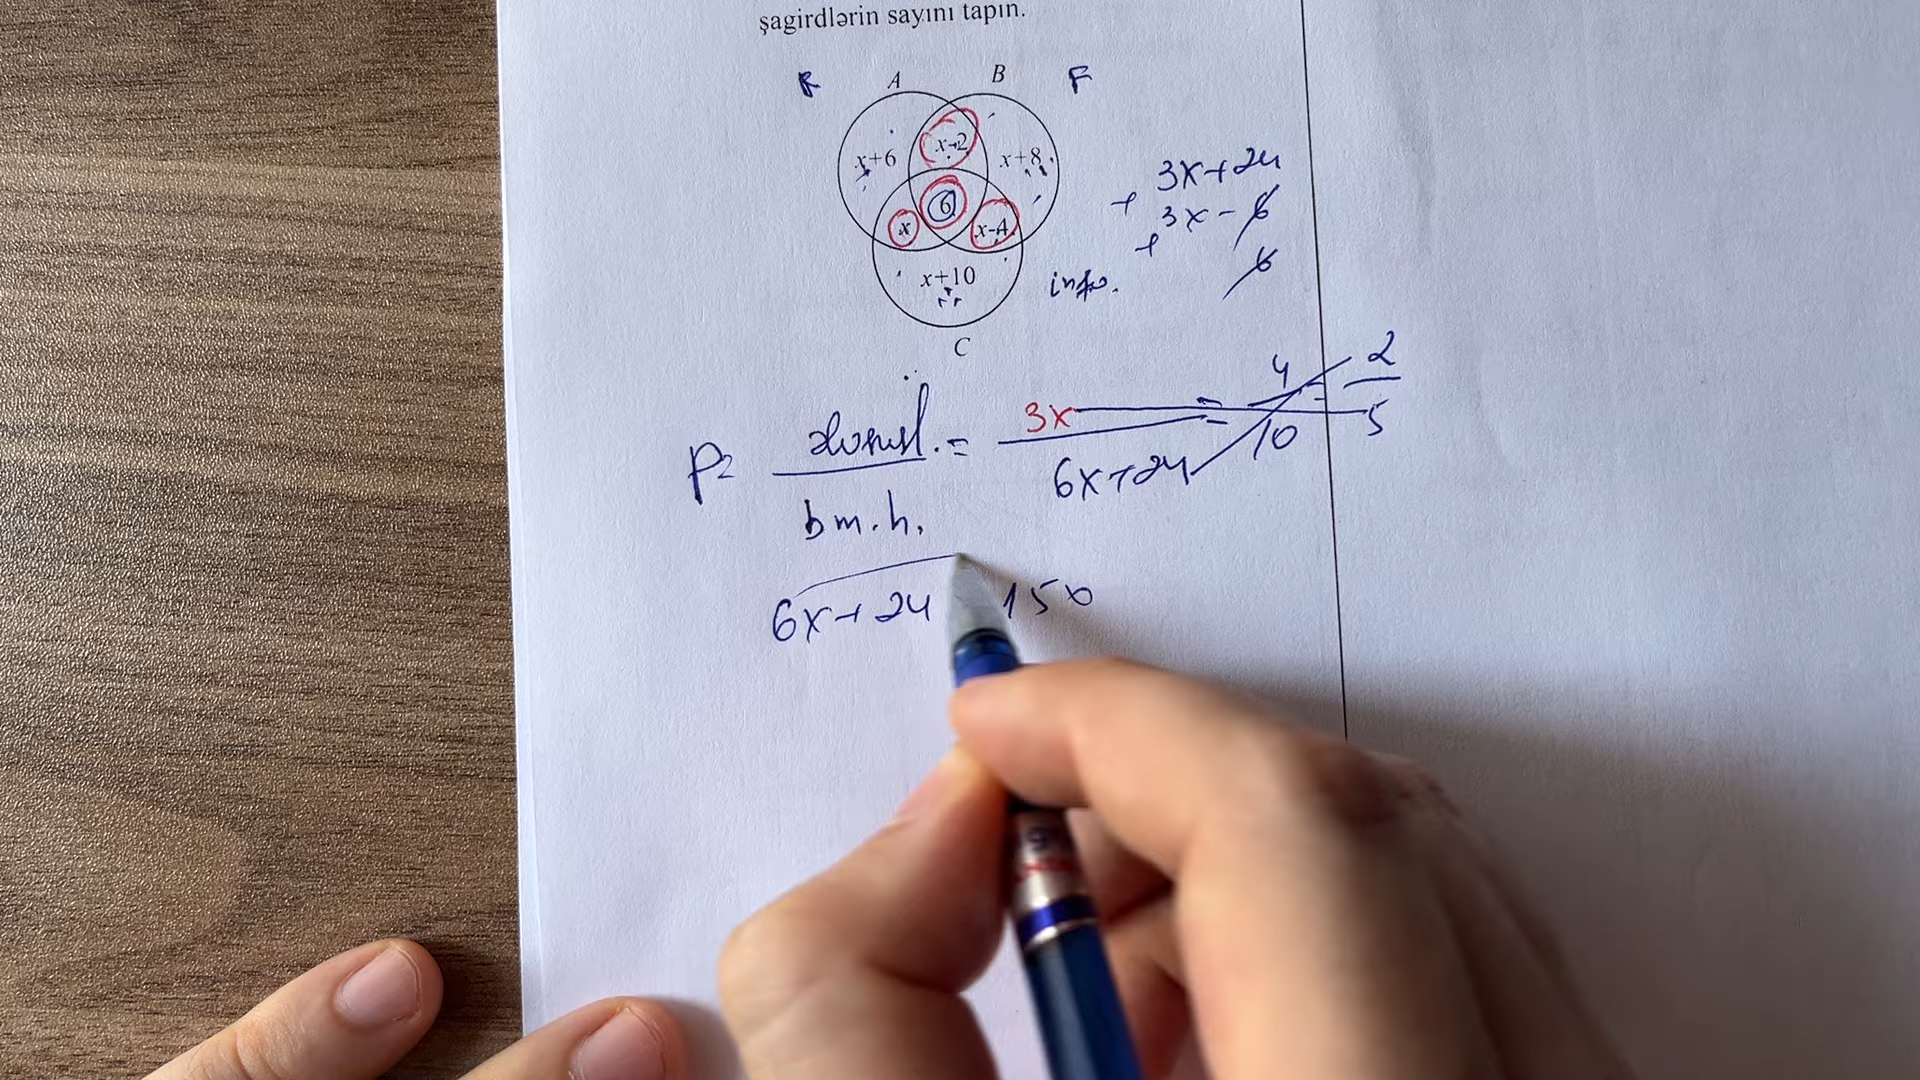 şagirdlərin sayını tapın.
R A B F
x+6 x-2 x+8
6
x x-4
x+10
C
info.
3x+24
+ 3x-6
+ 6
P= = 3x/6x+24 = 4/10 = 2/5
b m. h.
6x+24 150